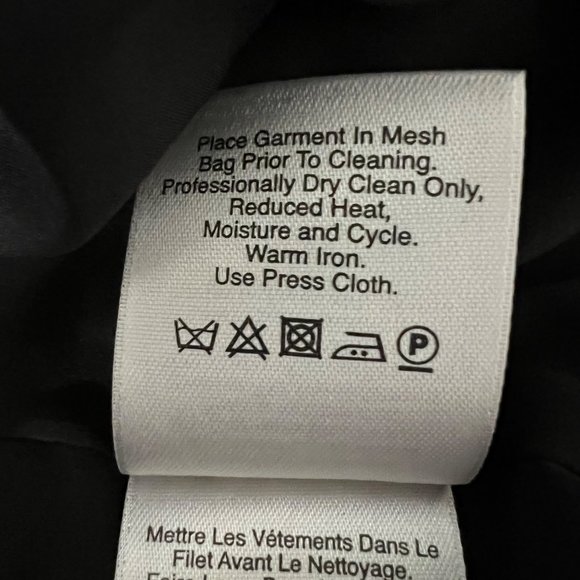 Place Garment In Mesh
Bag Prior To Cleaning.
Professionally Dry Clean Only,
Reduced Heat,
Moisture and Cycle.
Warm Iron.
Use Press Cloth.
P
Mettre Les Vétements Dans Le
Filet Avant Le Nettoyage.